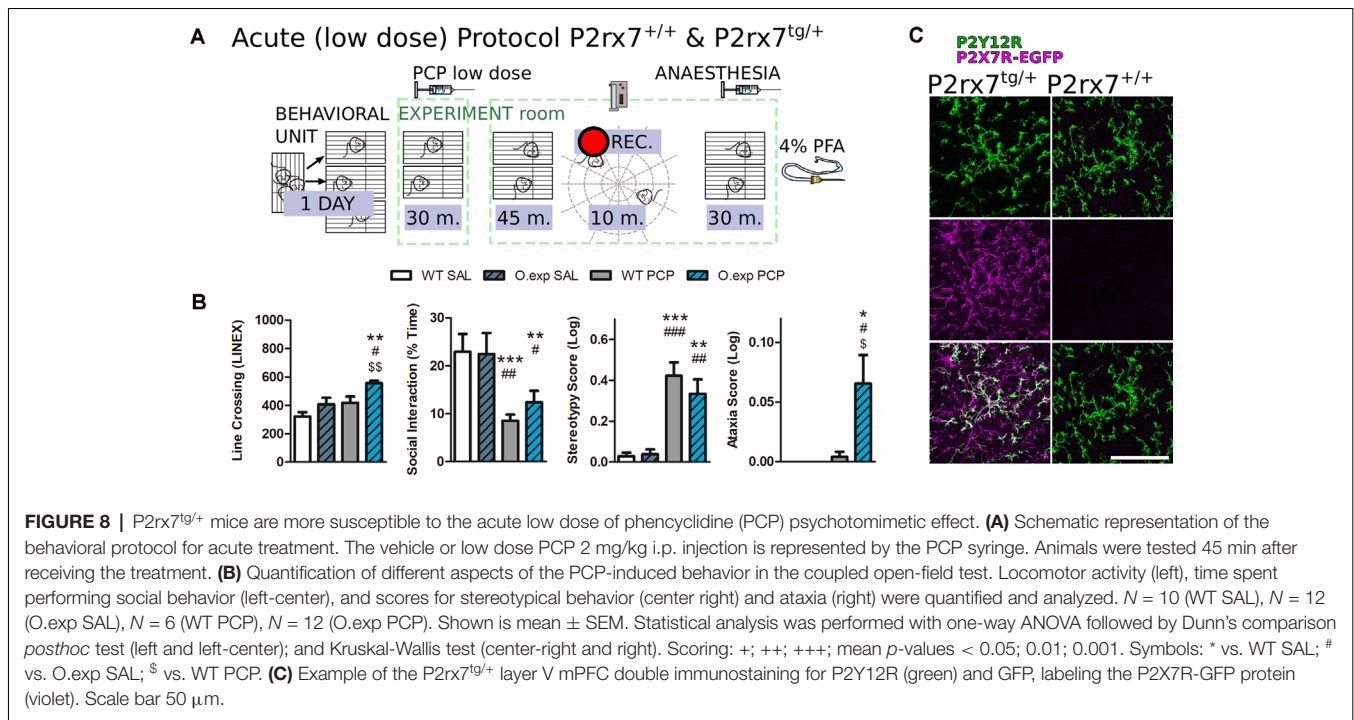 A
Acute (low dose) Protocol P2rx7+/+ & P2rx7tg/+
PCP low dose
ANAESTHESIA
BEHAVIORAL
UNIT
EXPERIMENT room
REC.
4% PFA
1 DAY
30 m.
45 m.
10 m.
30 m.
WT SAL
O.exp SAL
WT PCP
O.exp PCP
B
Line Crossing (LINEX)
1000
800
600
400
200
0
**
#
$$
Social Interaction (% Time)
30
20
10
0
***
##
**
#
Stereotypy Score (Log)
0.6
0.4
0.2
0.0
***
###
**
##
Ataxia Score (Log)
0.10
0.05
0.00
*
#
$
C
P2Y12R
P2X7R-EGFP
P2rx7tg/+ P2rx7+/+
FIGURE 8 | P2rx7tg/+ mice are more susceptible to the acute low dose of phencyclidine (PCP) psychotomimetic effect. (A) Schematic representation of the
behavioral protocol for acute treatment. The vehicle or low dose PCP 2 mg/kg i.p. injection is represented by the PCP syringe. Animals were tested 45 min after
receiving the treatment. (B) Quantification of different aspects of the PCP-induced behavior in the coupled open-field test. Locomotor activity (left), time spent
performing social behavior (left-center), and scores for stereotypical behavior (center right) and ataxia (right) were quantified and analyzed. N = 10 (WT SAL), N = 12
(O.exp SAL), N = 6 (WT PCP), N = 12 (O.exp PCP). Shown is mean ± SEM. Statistical analysis was performed with one-way ANOVA followed by Dunn's comparison
posthoc test (left and left-center); and Kruskal-Wallis test (center-right and right). Scoring: +; ++; +++; mean p-values < 0.05; 0.01; 0.001. Symbols: * vs. WT SAL; #
vs. O.exp SAL; $ vs. WT PCP. (C) Example of the P2rx7tg/+ layer V mPFC double immunostaining for P2Y12R (green) and GFP, labeling the P2X7R-GFP protein
(violet). Scale bar 50 μm.